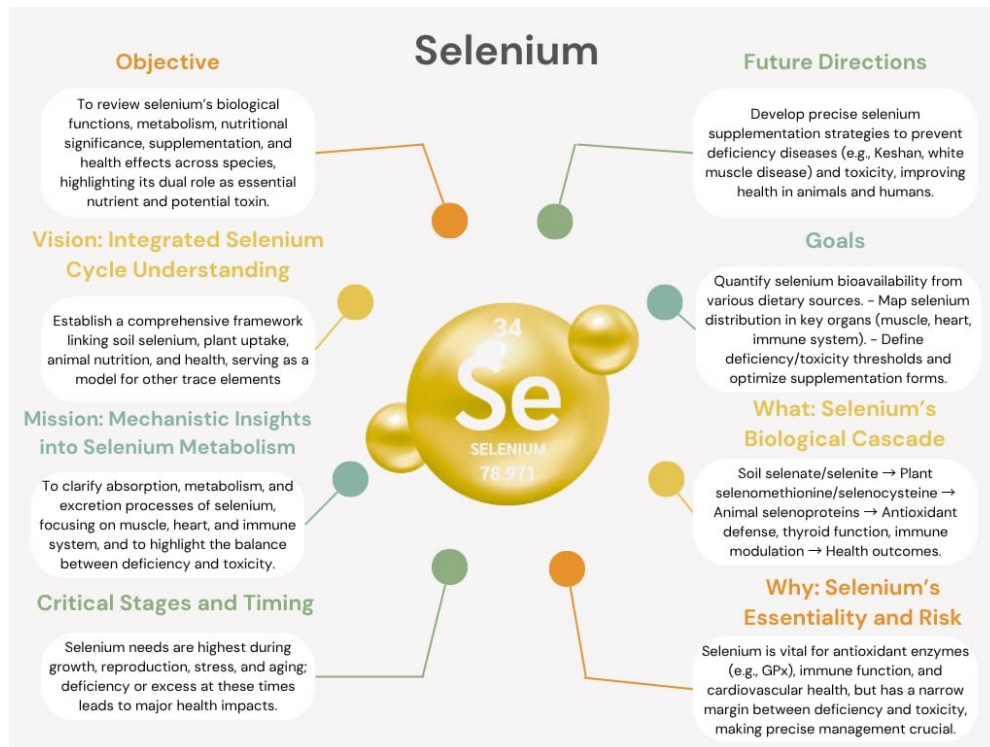 Selenium
Objective
To review selenium's biological
functions, metabolism, nutritional
significance, supplementation, and
health effects across species,
highlighting its dual role as essential
nutrient and potential toxin.
Vision: Integrated Selenium
Cycle Understanding
Establish a comprehensive framework
linking soil selenium, plant uptake,
animal nutrition, and health, serving as a
model for other trace elements
Mission: Mechanistic Insights
into Selenium Metabolism
To clarify absorption, metabolism, and
excretion processes of selenium,
focusing on muscle, heart, and immune
system, and to highlight the balance
between deficiency and toxicity.
Critical Stages and Timing
Selenium needs are highest during
growth, reproduction, stress, and aging;
deficiency or excess at these times
leads to major health impacts.
34
Se
SELENIUM
78.971
Future Directions
Develop precise selenium
supplementation strategies to prevent
deficiency diseases (e.g., Keshan, white
muscle disease) and toxicity, improving
health in animals and humans.
Goals
Quantify selenium bioavailability from
various dietary sources. - Map selenium
distribution in key organs (muscle, heart,
immune system). - Define
deficiency/toxicity thresholds and
optimize supplementation forms.
What: Selenium's
Biological Cascade
Soil selenate/selenite → Plant
selenomethionine/selenocysteine →
Animal selenoproteins → Antioxidant
defense, thyroid function, immune
modulation → Health outcomes.
Why: Selenium's
Essentiality and Risk
Selenium is vital for antioxidant enzymes
(e.g., GPx), immune function, and
cardiovascular health, but has a narrow
margin between deficiency and toxicity,
making precise management crucial.